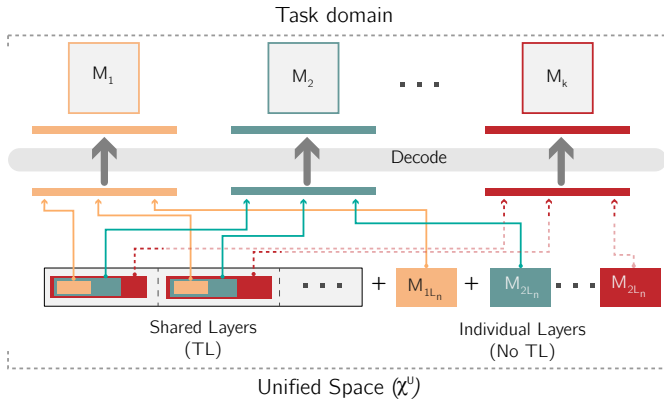 Task domain
M1 M2 Mk
Decode
+ M1Ln + M2Ln M2Ln
Shared Layers
(TL)
Individual Layers
(No TL)
Unified Space (χU)